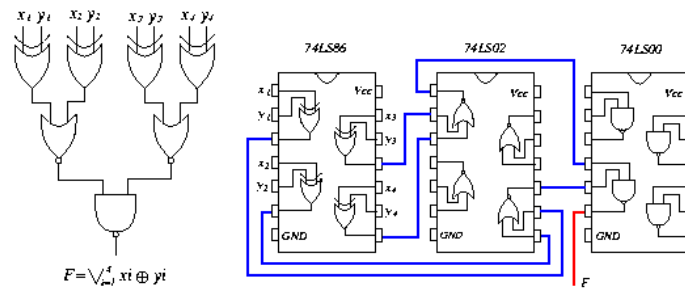 x1 y1 x2 y2 x3 y3 x4 y4
F = ⋁⁴ᵢ₌₁ xi ⊕ yi
74LS86
x1
Vcc
y1
x3
y3
x2
y2
x4
y4
GND
74LS02
Vcc
GND
74LS00
Vcc
GND
F